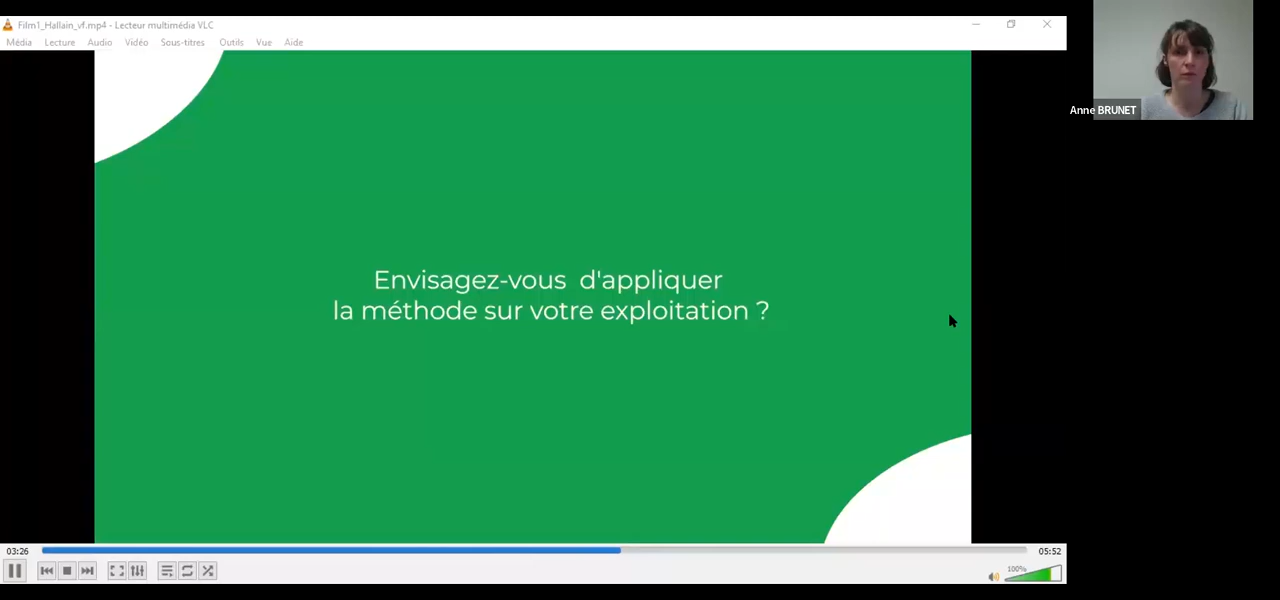 Film1_Hallain_vf.mp4 - Lecteur multimédia VLC
Média Lecture Audio Vidéo Sous-titres Outils Vue Aide
Anne BRUNET
Envisagez-vous d'appliquer
la méthode sur votre exploitation ?
03:26
05:52
100%